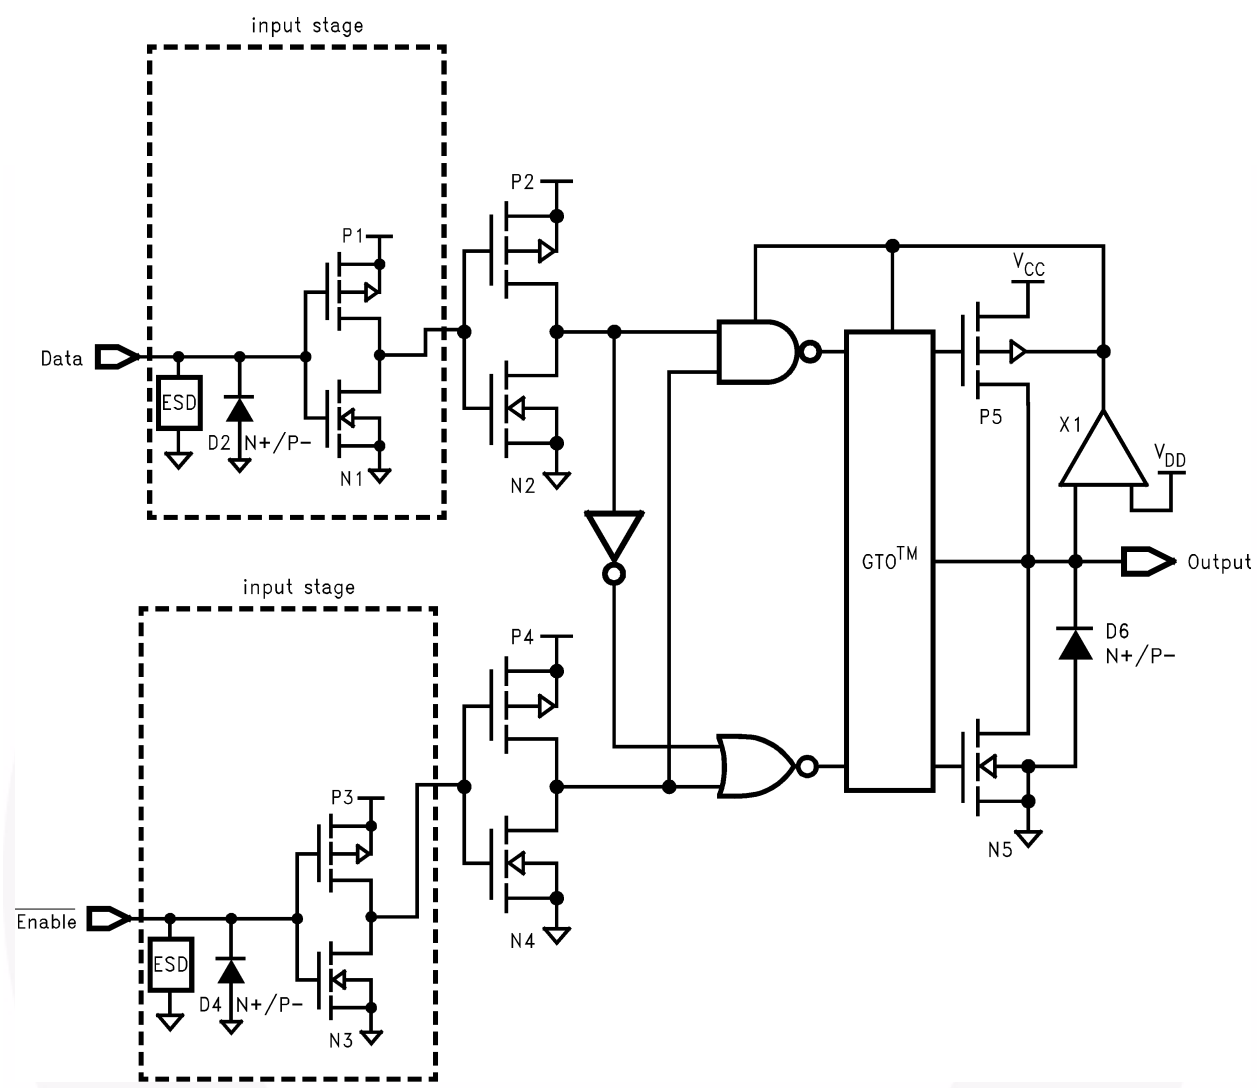 input stage
P2
P1
VCC
Data
ESD
D2 N+/P-
P5
X1
VDD
N1
N2
GTO™
Output
input stage
P4
D6
N+/P-
P3
N5
Enable
ESD
D4 N+/P-
N4
N3